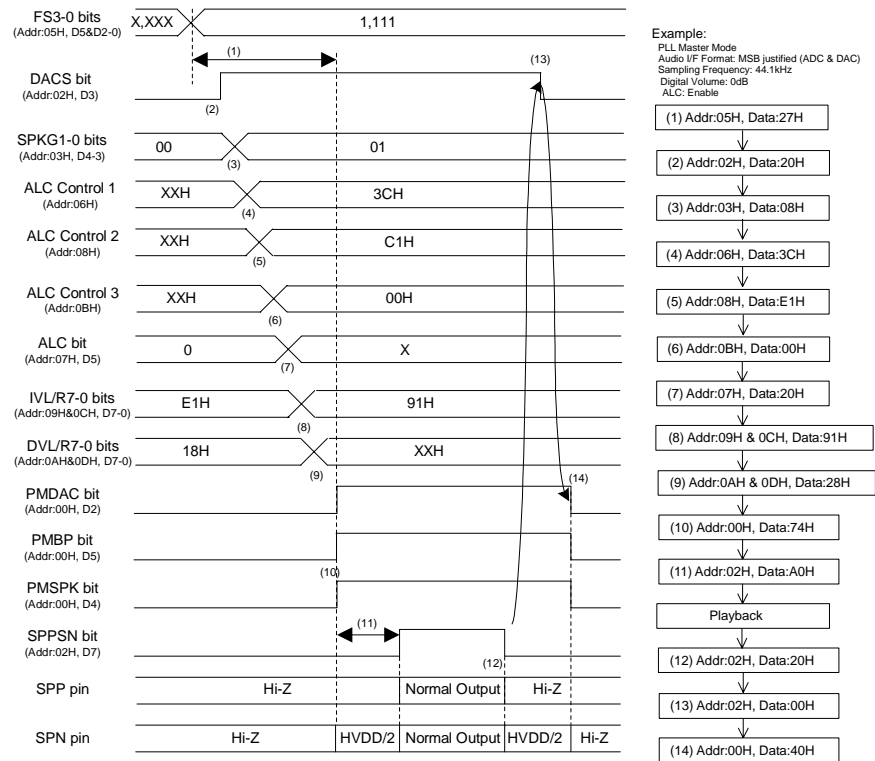 FS3-0 bits
(Addr:05H, D5&D2-0)
X,XXX
1,111
(1)
(13)
DACS bit
(Addr:02H, D3)
(2)
SPKG1-0 bits
(Addr:03H, D4-3)
00
01
(3)
ALC Control 1
(Addr:06H)
XXH
3CH
(4)
ALC Control 2
(Addr:08H)
XXH
C1H
(5)
ALC Control 3
(Addr:0BH)
XXH
00H
(6)
ALC bit
(Addr:07H, D5)
0
X
(7)
IVL/R7-0 bits
(Addr:09H&0CH, D7-0)
E1H
91H
(8)
DVL/R7-0 bits
(Addr:0AH&0DH, D7-0)
18H
XXH
(9)
PMDAC bit
(Addr:00H, D2)
(14)
PMBP bit
(Addr:00H, D5)
(10)
PMSPK bit
(Addr:00H, D4)
(11)
SPPSN bit
(Addr:02H, D7)
(12)
SPP pin
Hi-Z
Normal Output
Hi-Z
SPN pin
Hi-Z
HVDD/2
Normal Output
HVDD/2
Hi-Z
Example:
PLL Master Mode
Audio I/F Format: MSB justified (ADC & DAC)
Sampling Frequency: 44.1kHz
Digital Volume: 0dB
ALC: Enable
(1) Addr:05H, Data:27H
(2) Addr:02H, Data:20H
(3) Addr:03H, Data:08H
(4) Addr:06H, Data:3CH
(5) Addr:08H, Data:E1H
(6) Addr:0BH, Data:00H
(7) Addr:07H, Data:20H
(8) Addr:09H & 0CH, Data:91H
(9) Addr:0AH & 0DH, Data:28H
(10) Addr:00H, Data:74H
(11) Addr:02H, Data:A0H
Playback
(12) Addr:02H, Data:20H
(13) Addr:02H, Data:00H
(14) Addr:00H, Data:40H